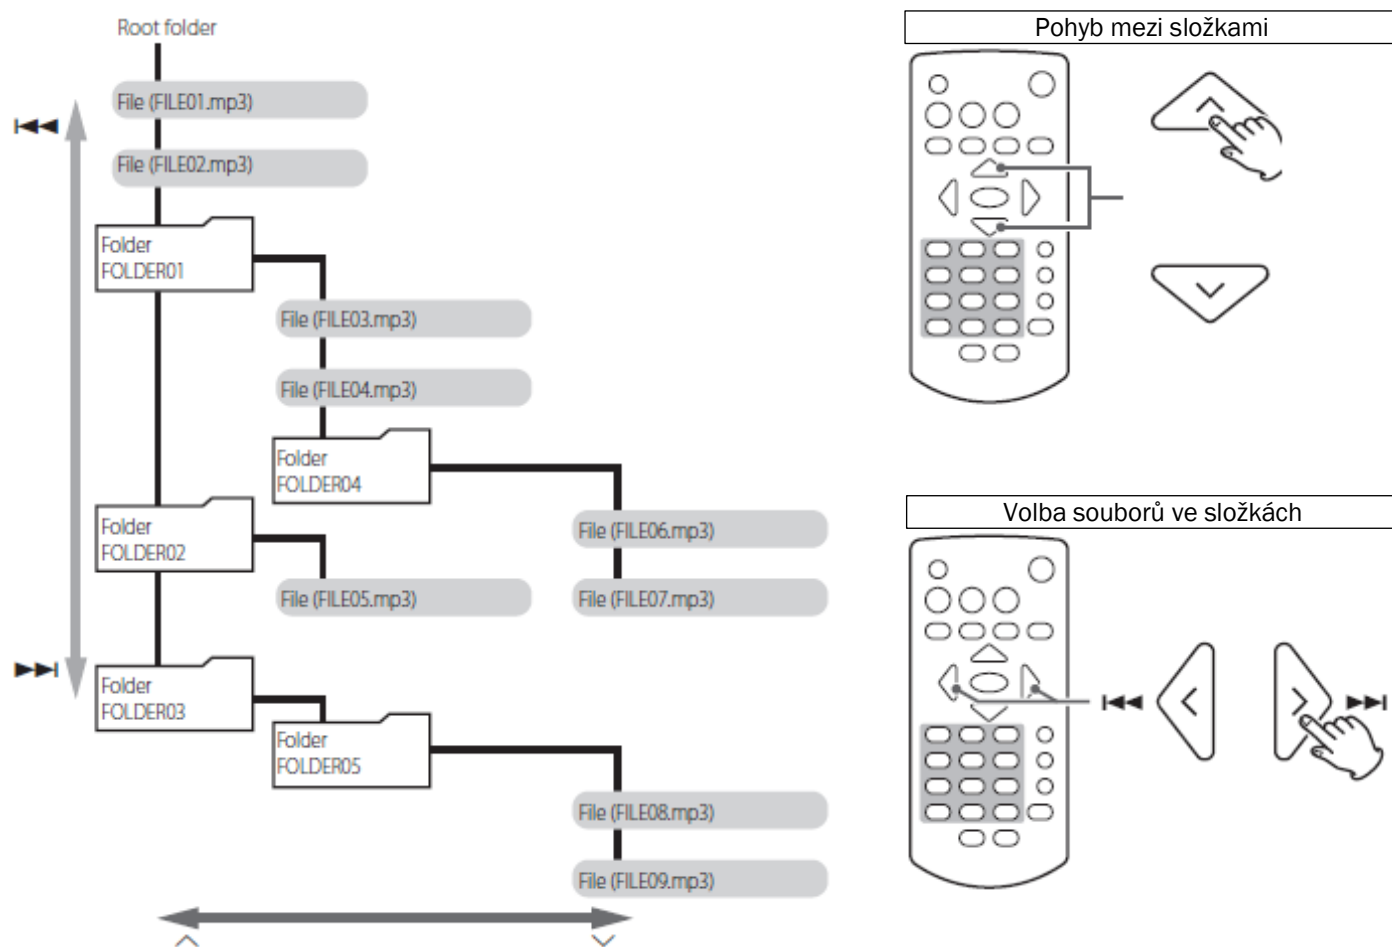 Root folder
File (FILE01.mp3)
File (FILE02.mp3)
Folder
FOLDER01
File (FILE03.mp3)
File (FILE04.mp3)
Folder
FOLDER04
File (FILE06.mp3)
File (FILE07.mp3)
Folder
FOLDER02
File (FILE05.mp3)
Folder
FOLDER03
Folder
FOLDER05
File (FILE08.mp3)
File (FILE09.mp3)
Pohyb mezi složkami
Volba souborů ve složkách